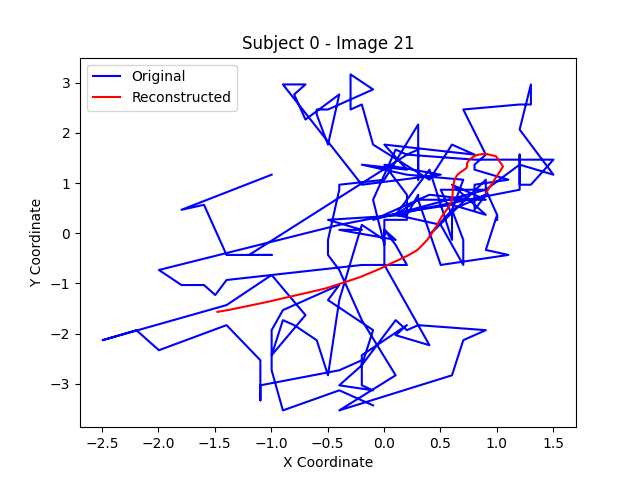 Subject 0 - Image 21
Original
Reconstructed
3
2
1
0
−1
−2
−3
Y Coordinate
−2.5 −2.0 −1.5 −1.0 −0.5 0.0 0.5 1.0 1.5
X Coordinate